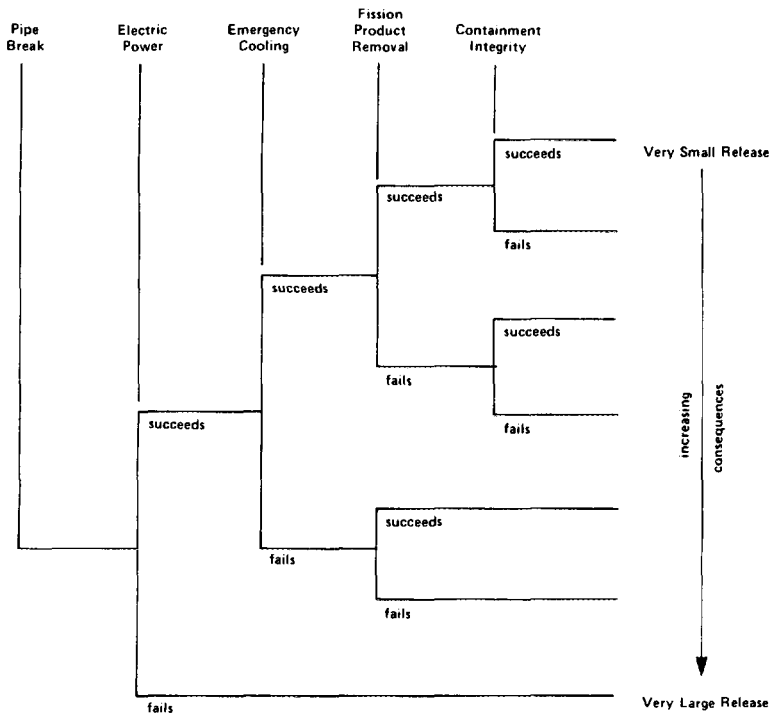 Pipe
Break
Electric
Power
Emergency
Cooling
Fission
Product
Removal
Containment
Integrity
succeeds
Very Small Release
succeeds
fails
succeeds
succeeds
fails
fails
succeeds
increasing
consequences
succeeds
fails
fails
fails
Very Large Release